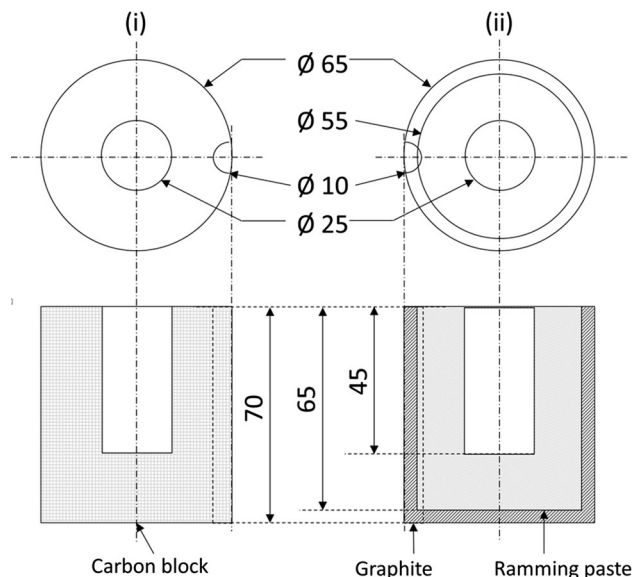 (i)
(ii)
Ø 65
Ø 55
Ø 10
Ø 25
70
65
45
Carbon block
Graphite
Ramming paste